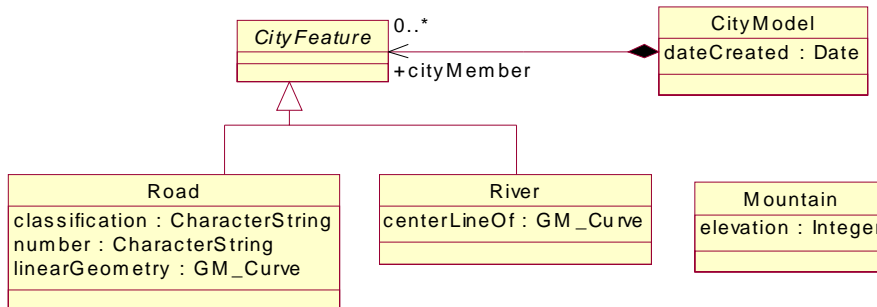 CityFeature
0..*
+cityMember
CityModel
dateCreated : Date
Road
classification : CharacterString
number : CharacterString
linearGeometry : GM_Curve
River
centerLineOf : GM_Curve
Mountain
elevation : Integer